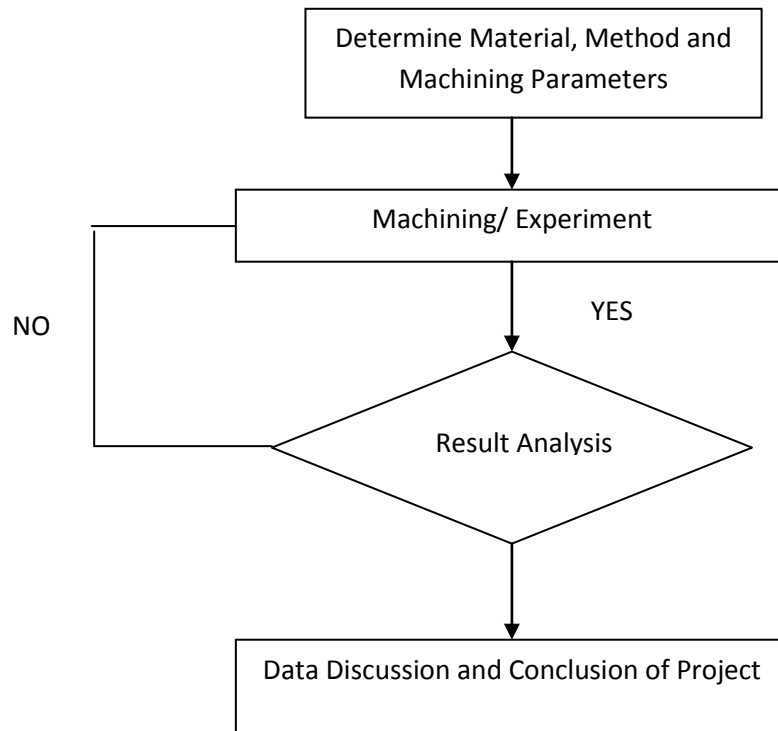 Determine Material, Method and
Machining Parameters
Machining/ Experiment
YES
NO
Result Analysis
Data Discussion and Conclusion of Project